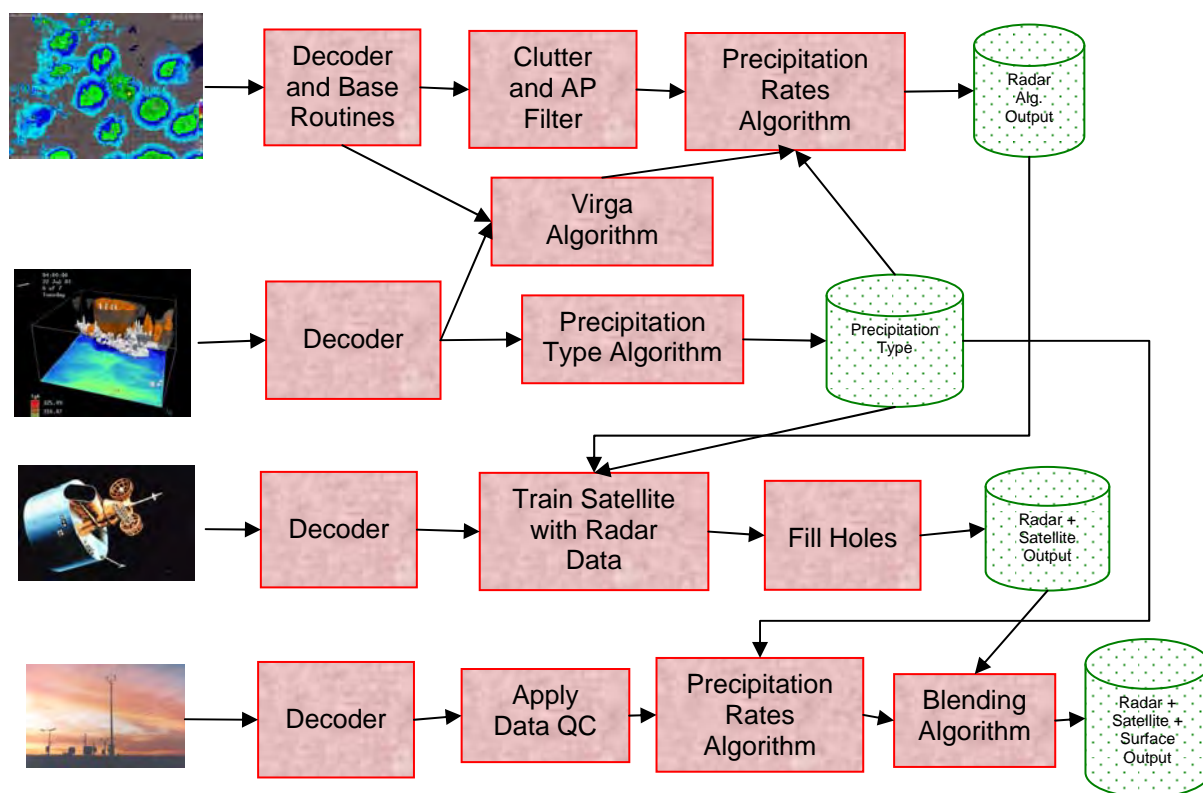 Decoder
and Base
Routines
Clutter
and AP
Filter
Precipitation
Rates
Algorithm
Radar
Alg.
Output
Virga
Algorithm
Tuesday
Decoder
Precipitation
Type Algorithm
Precipitation
Type
Decoder
Train Satellite
with Radar
Data
Fill Holes
Radar +
Satellite
Output
Decoder
Apply
Data QC
Precipitation
Rates
Algorithm
Blending
Algorithm
Radar +
Satellite +
Surface
Output